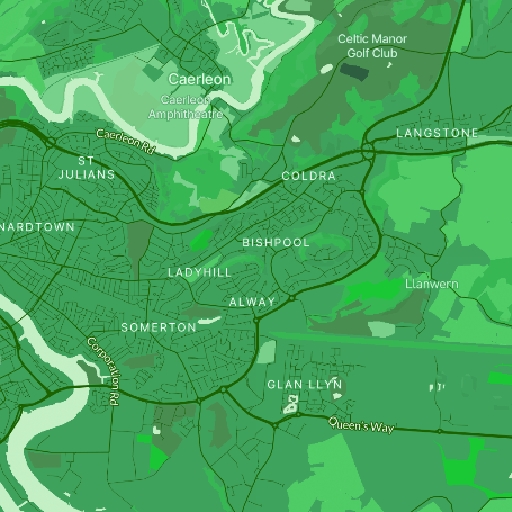 Celtic Manor
Golf Club
Caerleon
Caerleon
Amphitheatre
Caerleon Rd
LANGSTONE
ST
JULIANS
COLDRA
NARDTOWN
BISHPOOL
LADYHILL
Llanwern
ALWAY
SOMERTON
Corporation Rd
GLAN LLYN
Queen's Way